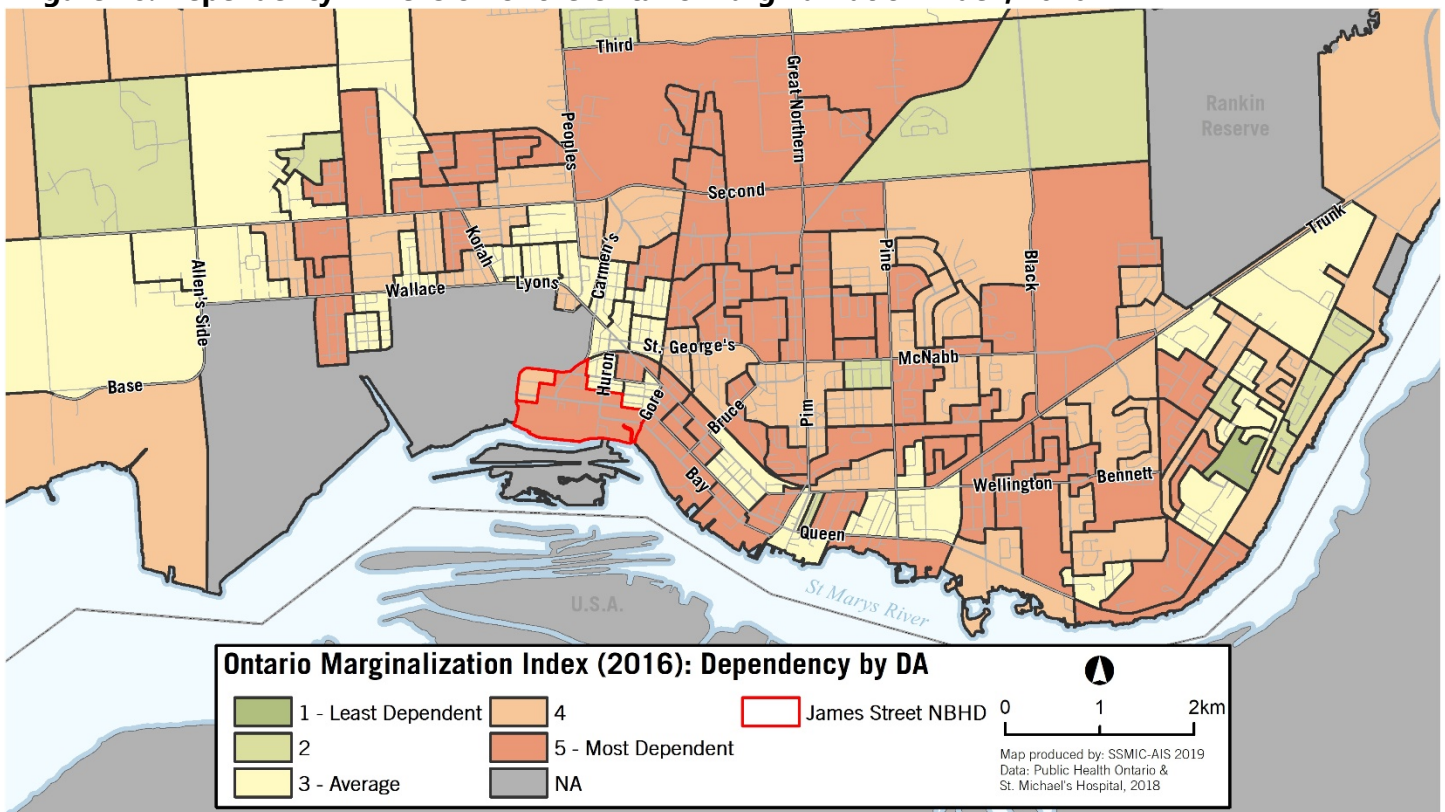 Third
Great Northern
Rankin
Reserve
Peoples
Second
Trunk
Korah
Carmen's
Pine
Black
Allen's Side
Wallace
Lyons
St. George's
McNabb
Base
Huron
Gore
Bruce
Pim
Bay
Wellington
Bennett
Queen
St Marys River
U.S.A.
Ontario Marginalization Index (2016): Dependency by DA
1 - Least Dependent
2
3 - Average
4
5 - Most Dependent
NA
James Street NBHD
0 1 2km
Map produced by: SSMIC-AIS 2019
Data: Public Health Ontario &
St. Michael's Hospital, 2018